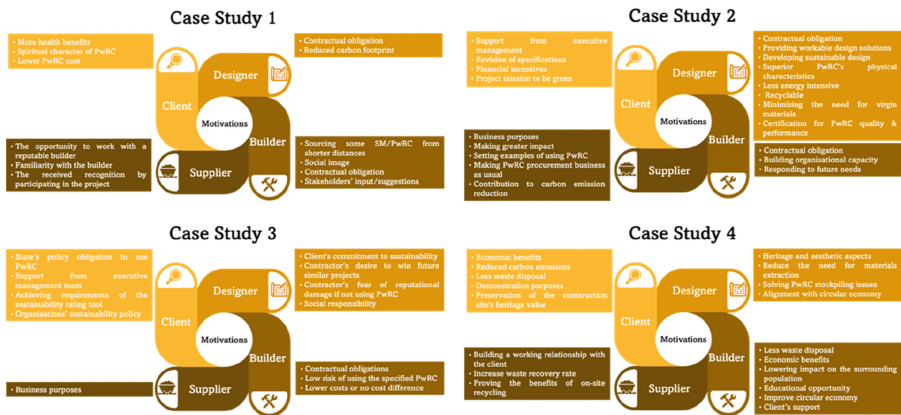 Case Study 1
• More health benefits
• Spiritual character of PwRC
• Lower PwRC cost
• Contractual obligation
• Reduced carbon footprint
Designer
Client
Motivations
Builder
Supplier
• The opportunity to work with a
reputable builder
• Familiarity with the builder
• The received recognition by
participating in the project
• Sourcing some SM/PwRC from
shorter distances
• Social image
• Contractual obligation
• Stakeholders' input/suggestions
Case Study 2
• Support from executive
management
• Revision of specifications
• Financial incentives
• Project mission to be green
• Contractual obligation
• Providing workable design solutions
• Developing sustainable design
• Superior PwRC's physical
characteristics
• Less energy intensive
• Recyclable
• Minimising the need for virgin
materials
• Certification for PwRC quality &
performance
Designer
Client
Motivations
Builder
Supplier
• Business purposes
• Making greater impact
• Setting examples of using PwRC
• Making PwRC procurement business
as usual
• Contribution to carbon emission
reduction
• Contractual obligation
• Building organisational capacity
• Responding to future needs
Case Study 3
• State's policy obligation to use
PwRC
• Support from executive
management team
• Achieving requirements of the
sustainability rating tool
• Organisations' sustainability policy
• Client's commitment to sustainability
• Contractor's desire to win future
similar projects
• Contractor's fear of reputational
damage if not using PwRC
• Social responsibility
Designer
Client
Motivations
Builder
Supplier
• Business purposes
• Contractual obligations
• Low risk of using the specified PwRC
• Lower costs or no cost difference
Case Study 4
• Economic benefits
• Reduced carbon emissions
• Less waste disposal
• Demonstration purposes
• Preservation of the construction
site's heritage value
• Heritage and aesthetic aspects
• Reduce the need for materials
extraction
• Solving PwRC stockpiling issues
• Alignment with circular economy
Designer
Client
Motivations
Builder
Supplier
• Building a working relationship with
the client
• Increase waste recovery rate
• Proving the benefits of on-site
recycling
• Less waste disposal
• Economic benefits
• Lowering impact on the surrounding
population
• Educational opportunity
• Improve circular economy
• Client's support